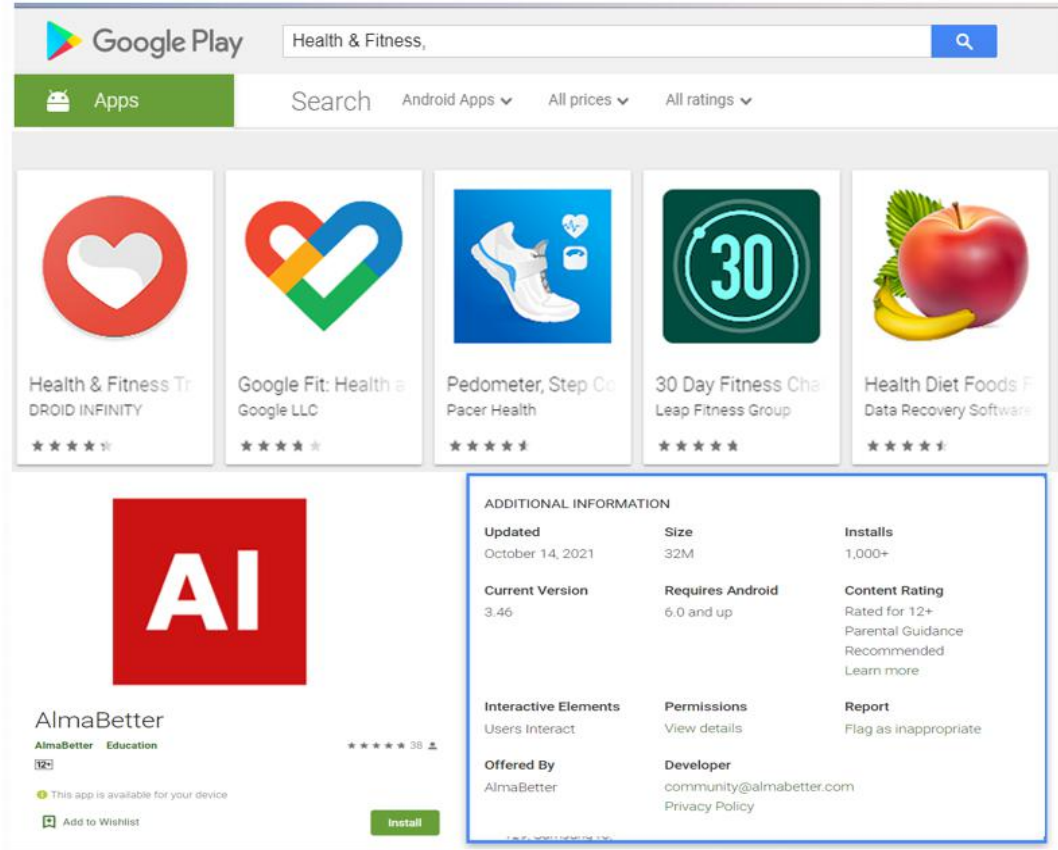 Google Play
Health & Fitness,
Apps
Search Android Apps All prices All ratings
30
Health & Fitness Tr
DROID INFINITY
Google Fit: Health a
Google LLC
Pedometer, Step Co
Pacer Health
30 Day Fitness Cha
Leap Fitness Group
Health Diet Foods F
Data Recovery Software
AI
AlmaBetter
AlmaBetter Education
38
12+
This app is available for your device
Add to Wishlist
Install
ADDITIONAL INFORMATION
Updated
October 14, 2021
Size
32M
Installs
1,000+
Current Version
3.46
Requires Android
6.0 and up
Content Rating
Rated for 12+
Parental Guidance
Recommended
Learn more
Interactive Elements
Users Interact
Permissions
View details
Report
Flag as inappropriate
Offered By
AlmaBetter
Developer
community@almabetter.com
Privacy Policy